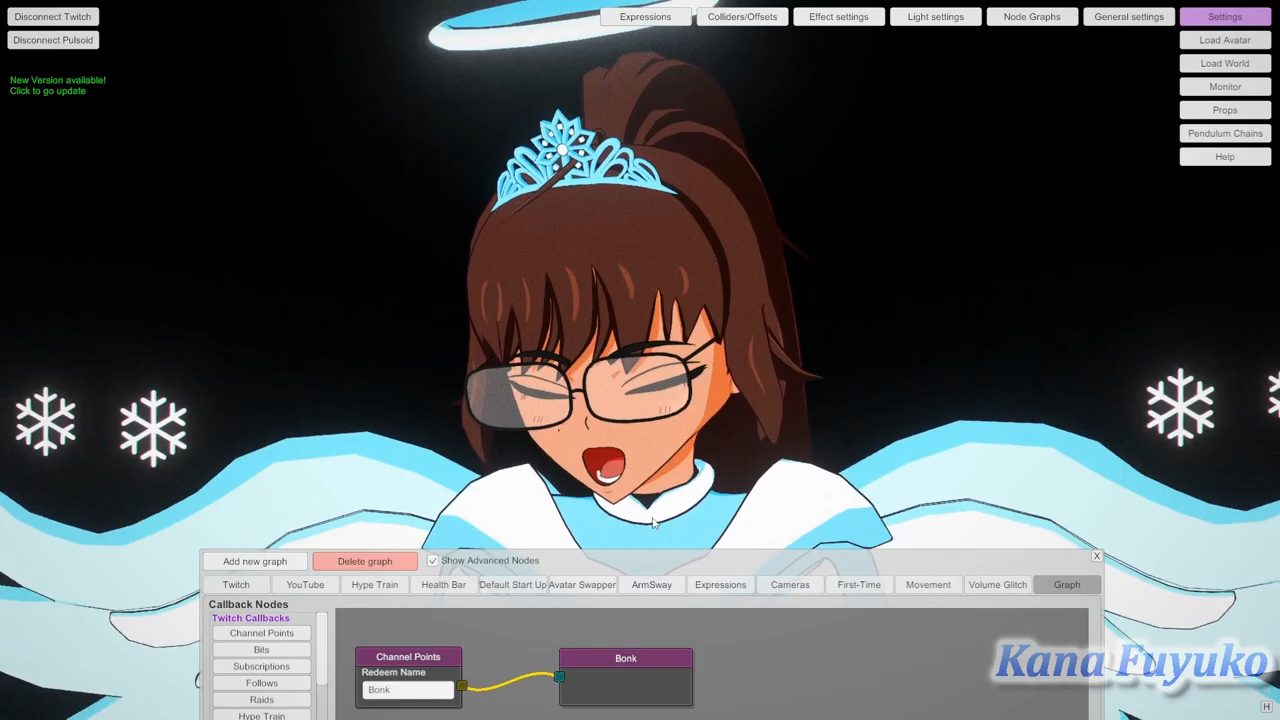 Disconnect Twitch
Expressions
Colliders/Offsets
Effect settings
Light settings
Node Graphs
General settings
Settings
Disconnect Pulsoid
Load Avatar
Load World
New Version available!
Click to go update
Monitor
Props
Pendulum Chains
Help
Add new graph
Delete graph
Show Advanced Nodes
X
Twitch
YouTube
Hype Train
Health Bar
Default Start Up
Avatar Swapper
ArmSway
Expressions
Cameras
First-Time
Movement
Volume Glitch
Graph
Callback Nodes
Twitch Callbacks
Channel Points
Bits
Subscriptions
Follows
Raids
Hype Train
Channel Points
Redeem Name
Bonk
Bonk
Kana Fuyuko
H